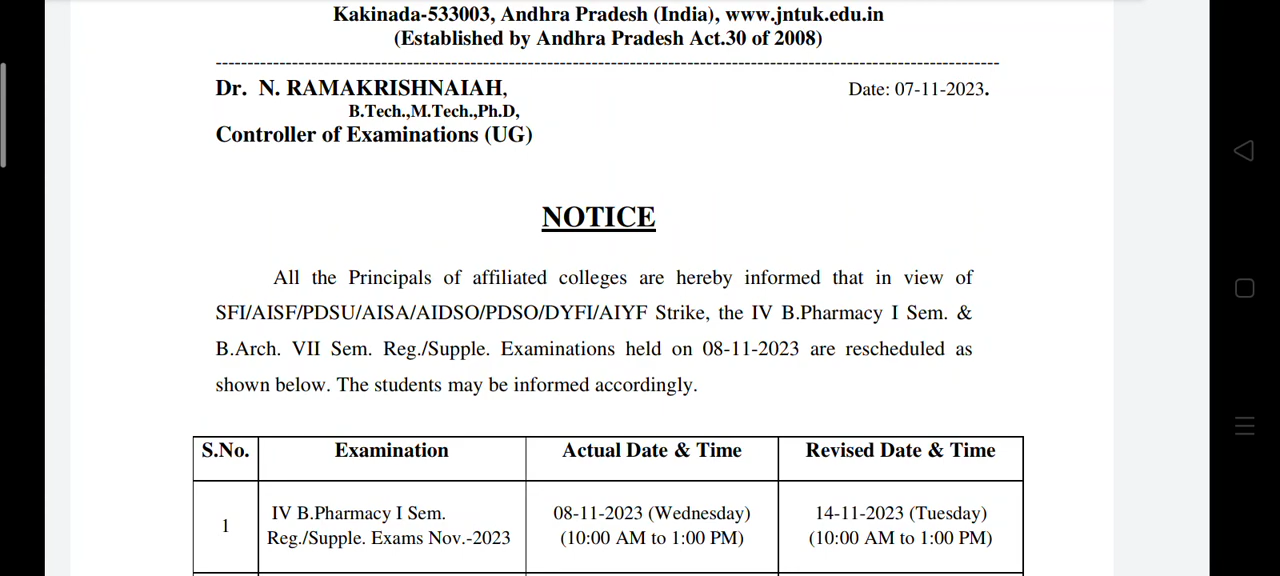 Kakinada-533003, Andhra Pradesh (India), www.jntuk.edu.in
(Established by Andhra Pradesh Act.30 of 2008)
--------------------------------------------------------------------------------------------------------------------------------
Dr. N. RAMAKRISHNAIAH,
Date: 07-11-2023.
B.Tech.,M.Tech.,Ph.D,
Controller of Examinations (UG)
NOTICE
All the Principals of affiliated colleges are hereby informed that in view of
SFI/AISF/PDSU/AISA/AIDSO/PDSO/DYFI/AIYF Strike, the IV B.Pharmacy I Sem. &
B.Arch. VII Sem. Reg./Supple. Examinations held on 08-11-2023 are rescheduled as
shown below. The students may be informed accordingly.
S.No. Examination Actual Date & Time Revised Date & Time
1 IV B.Pharmacy I Sem. 08-11-2023 (Wednesday) 14-11-2023 (Tuesday)
Reg./Supple. Exams Nov.-2023 (10:00 AM to 1:00 PM) (10:00 AM to 1:00 PM)